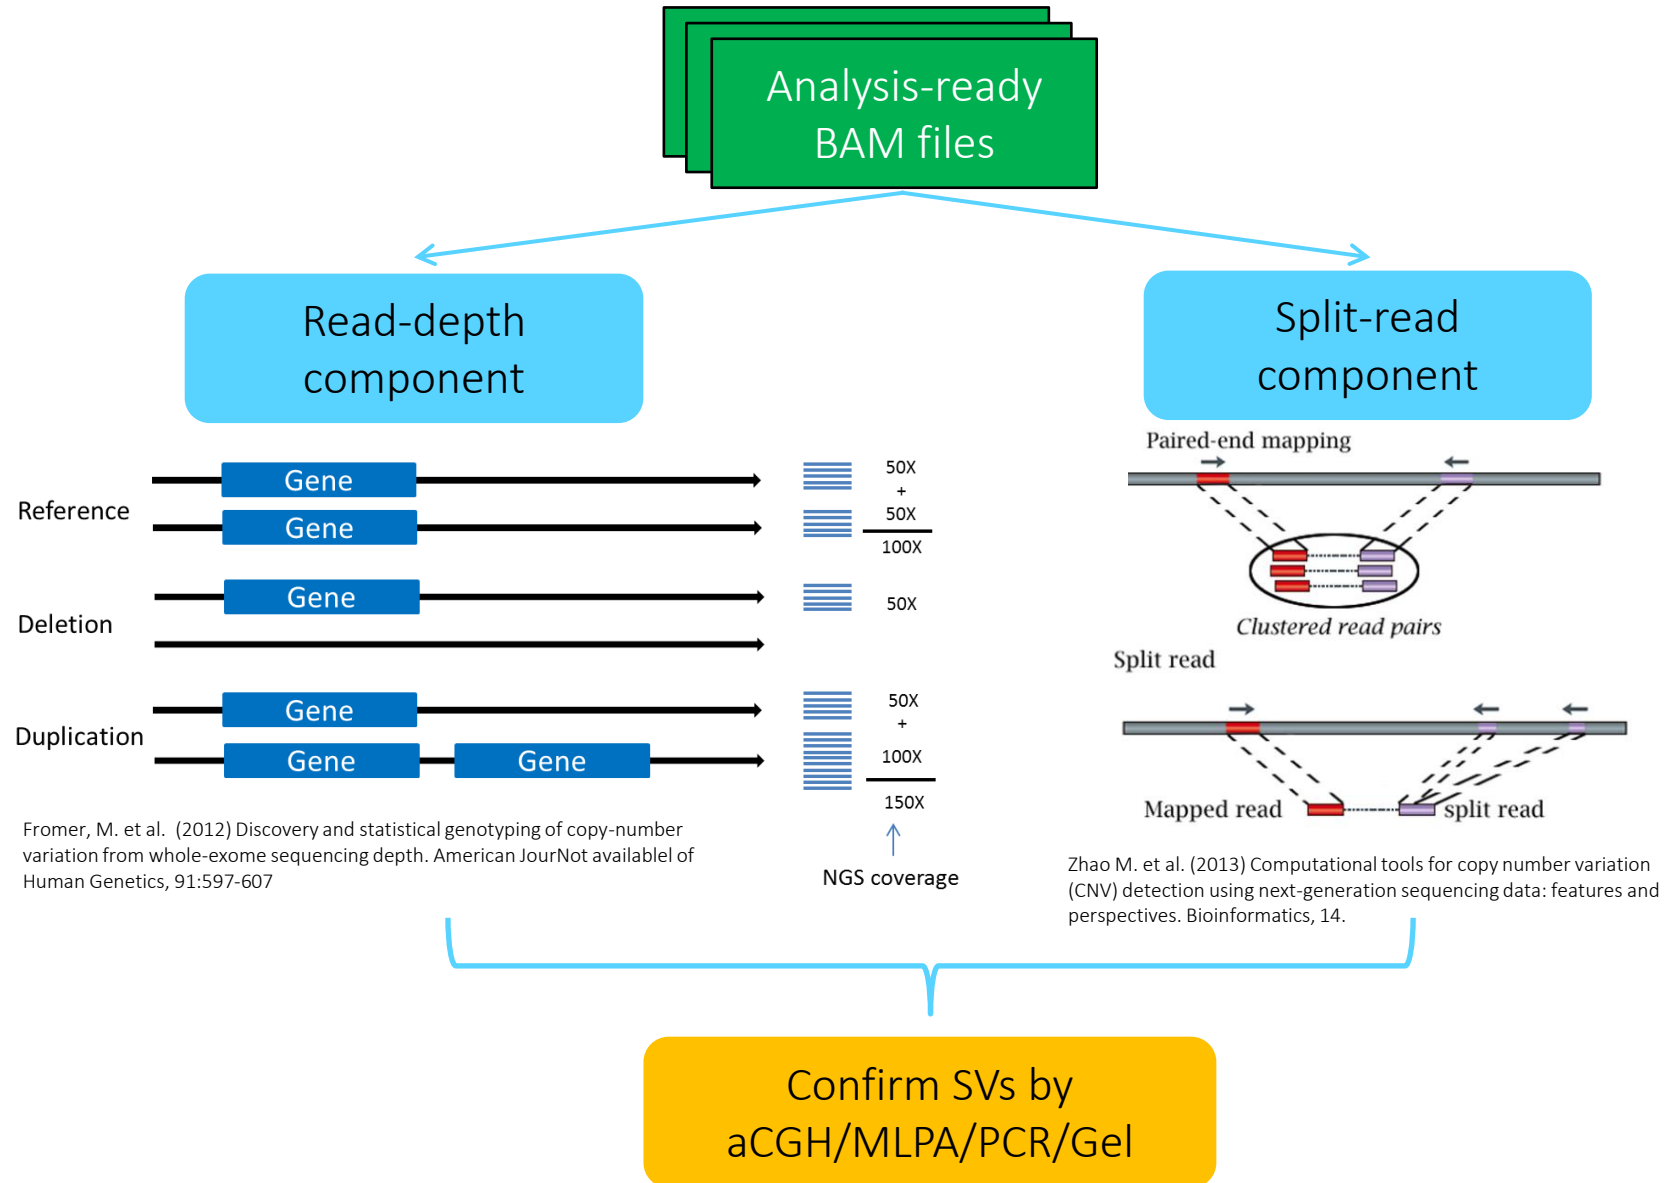 Analysis-ready
BAM files
Read-depth
component
Split-read
component
Reference
Gene
Gene
50X
+
50X
100X
Deletion
Gene
50X
Duplication
Gene
Gene
Gene
50X
+
100X
150X
NGS coverage
Fromer, M. et al. (2012) Discovery and statistical genotyping of copy-number
variation from whole-exome sequencing depth. American JourNot availablel of
Human Genetics, 91:597-607
Paired-end mapping
Clustered read pairs
Split read
Mapped read
split read
Zhao M. et al. (2013) Computational tools for copy number variation
(CNV) detection using next-generation sequencing data: features and
perspectives. Bioinformatics, 14.
Confirm SVs by
aCGH/MLPA/PCR/Gel